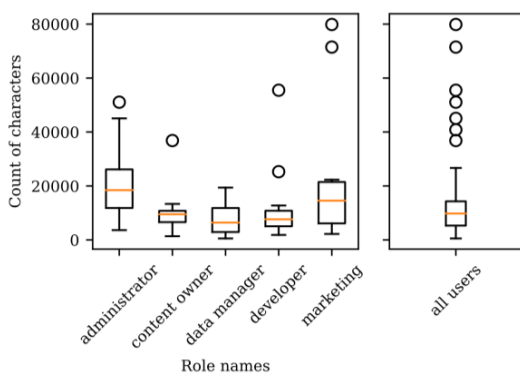 80000
60000
40000
20000
0
Count of characters
administrator
content owner
data manager
developer
marketing
all users
Role names